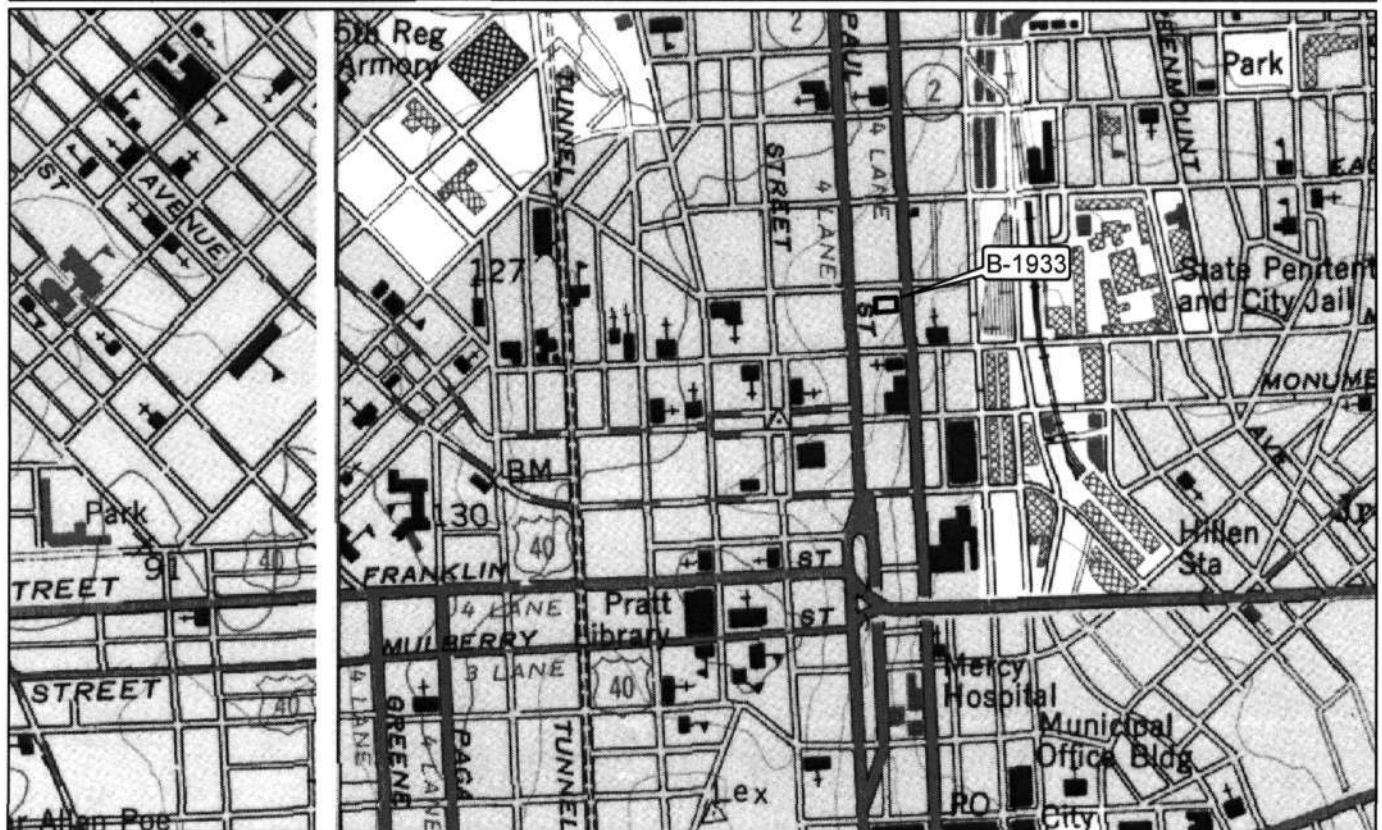 5th Reg
Armory
TUNNEL
2
PAUL
4 LANE
2
Park
ST
AVENUE
STREET
4 LANE
127
B-1933
ST
State Penitent
and City Jail
MONUME
AVE
BM
130
Park
40
40
91
Hillen
Sta
TREET
FRANKLIN
ST
4 LANE
Pratt
Library
ST
MULBERRY
3 LANE
40
STREET
40
4 LANE
GREENE
4 LANE
PACA
TUNNEL
Mercy
Hospital
Municipal
Office Bldg
Lex
PO
City
r Allan Poe